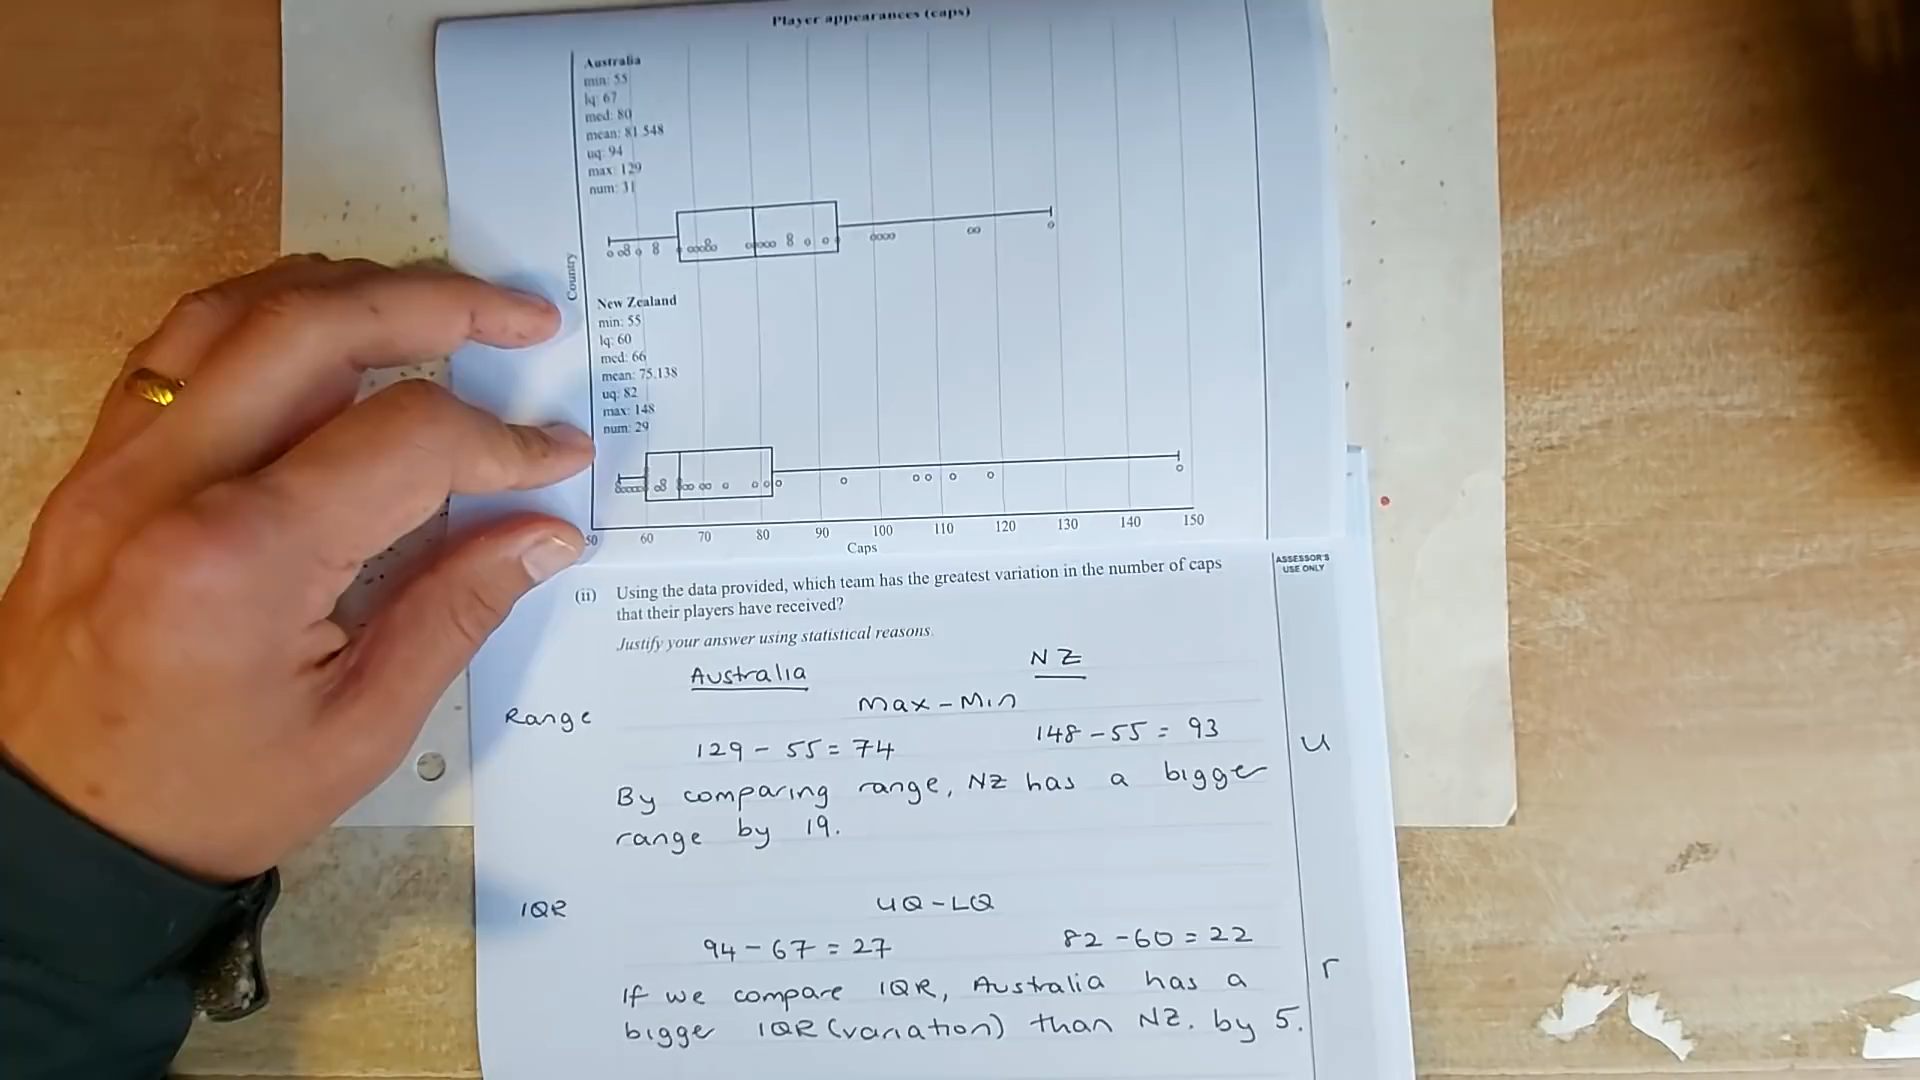 Player appearances (caps)
Australia
min: 55
lq: 67
med: 80
mean: 81.548
uq: 94
max: 129
num: 31
Country
New Zealand
min: 55
lq: 60
med: 66
mean: 75.138
uq: 82
max: 148
num: 29
50 60 70 80 90 100 110 120 130 140 150
Caps
ASSESSOR'S
USE ONLY
(ii) Using the data provided, which team has the greatest variation in the number of caps
that their players have received?
Justify your answer using statistical reasons.
Australia NZ
Max - Min
Range
129 - 55 = 74 148 - 55 = 93
u
By comparing range, NZ has a bigger
range by 19.
IQR UQ - LQ
94 - 67 = 27 82 - 60 = 22
r
If we compare IQR, Australia has a
bigger IQR (variation) than NZ. by 5.